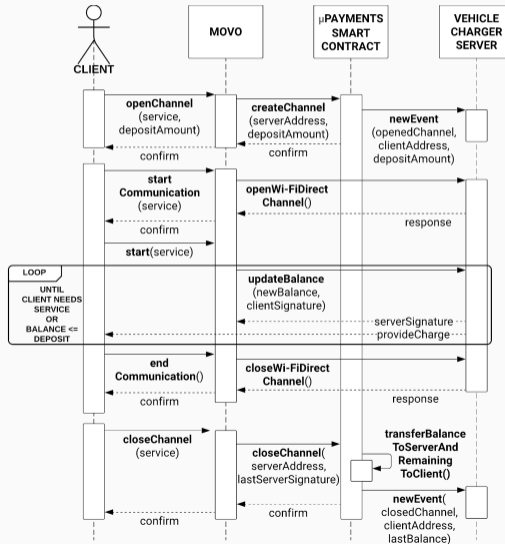 CLIENT
MOVO
μPAYMENTS
SMART
CONTRACT
VEHICLE
CHARGER
SERVER
openChannel
(service,
depositAmount)
confirm
createChannel
(serverAddress,
depositAmount)
confirm
newEvent
(openedChannel,
clientAddress,
depositAmount)
start
Communication
(service)
confirm
openWi-FiDirect
Channel()
response
start(service)
LOOP
UNTIL
CLIENT NEEDS
SERVICE
OR
BALANCE <=
DEPOSIT
updateBalance
(newBalance,
clientSignature)
serverSignature
provideCharge
end
Communication()
confirm
closeWi-FiDirect
Channel()
response
closeChannel
(service)
confirm
closeChannel(
serverAddress,
lastServerSignature)
confirm
transferBalance
ToServerAnd
Remaining
ToClient()
newEvent(
closedChannel,
clientAddress,
lastBalance)